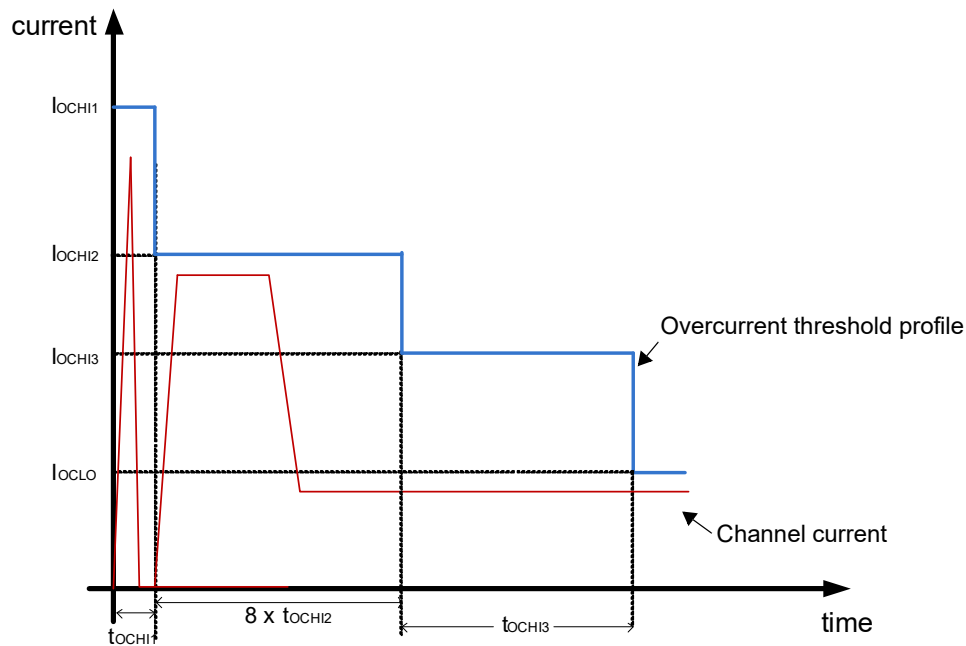 current
IOCHI1
IOCHI2
Overcurrent threshold profile
IOCHI3
IOCLO
Channel current
8 x tOCHI2
tOCHI1
tOCHI3
time